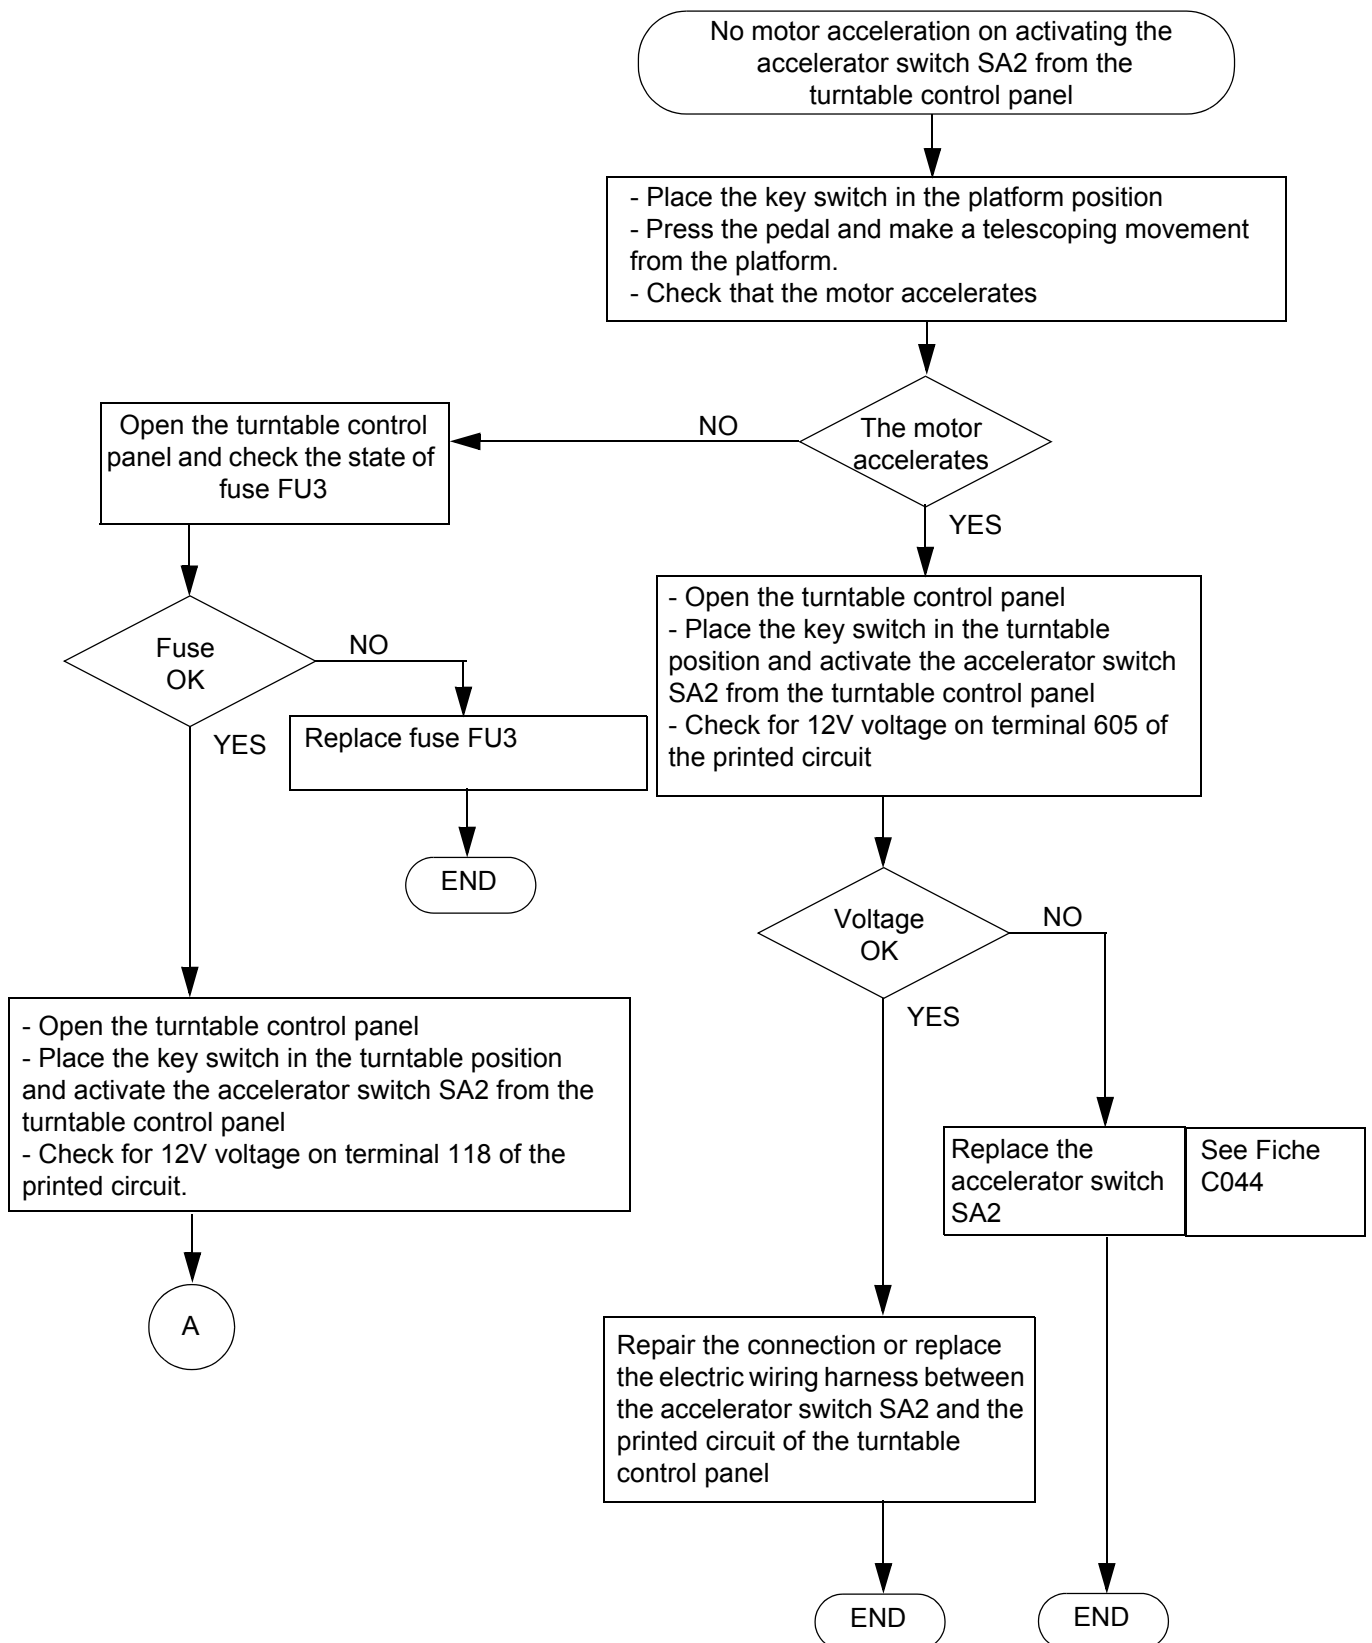 No motor acceleration on activating the
accelerator switch SA2 from the
turntable control panel
- Place the key switch in the platform position
- Press the pedal and make a telescoping movement
from the platform.
- Check that the motor accelerates
The motor
accelerates
NO
YES
Open the turntable control
panel and check the state of
fuse FU3
Fuse
OK
NO
YES
Replace fuse FU3
END
- Open the turntable control panel
- Place the key switch in the turntable
position and activate the accelerator switch
SA2 from the turntable control panel
- Check for 12V voltage on terminal 605 of
the printed circuit
Voltage
OK
NO
YES
- Open the turntable control panel
- Place the key switch in the turntable position
and activate the accelerator switch SA2 from the
turntable control panel
- Check for 12V voltage on terminal 118 of the
printed circuit.
A
Replace the
accelerator switch
SA2
See Fiche
C044
Repair the connection or replace
the electric wiring harness between
the accelerator switch SA2 and the
printed circuit of the turntable
control panel
END
END